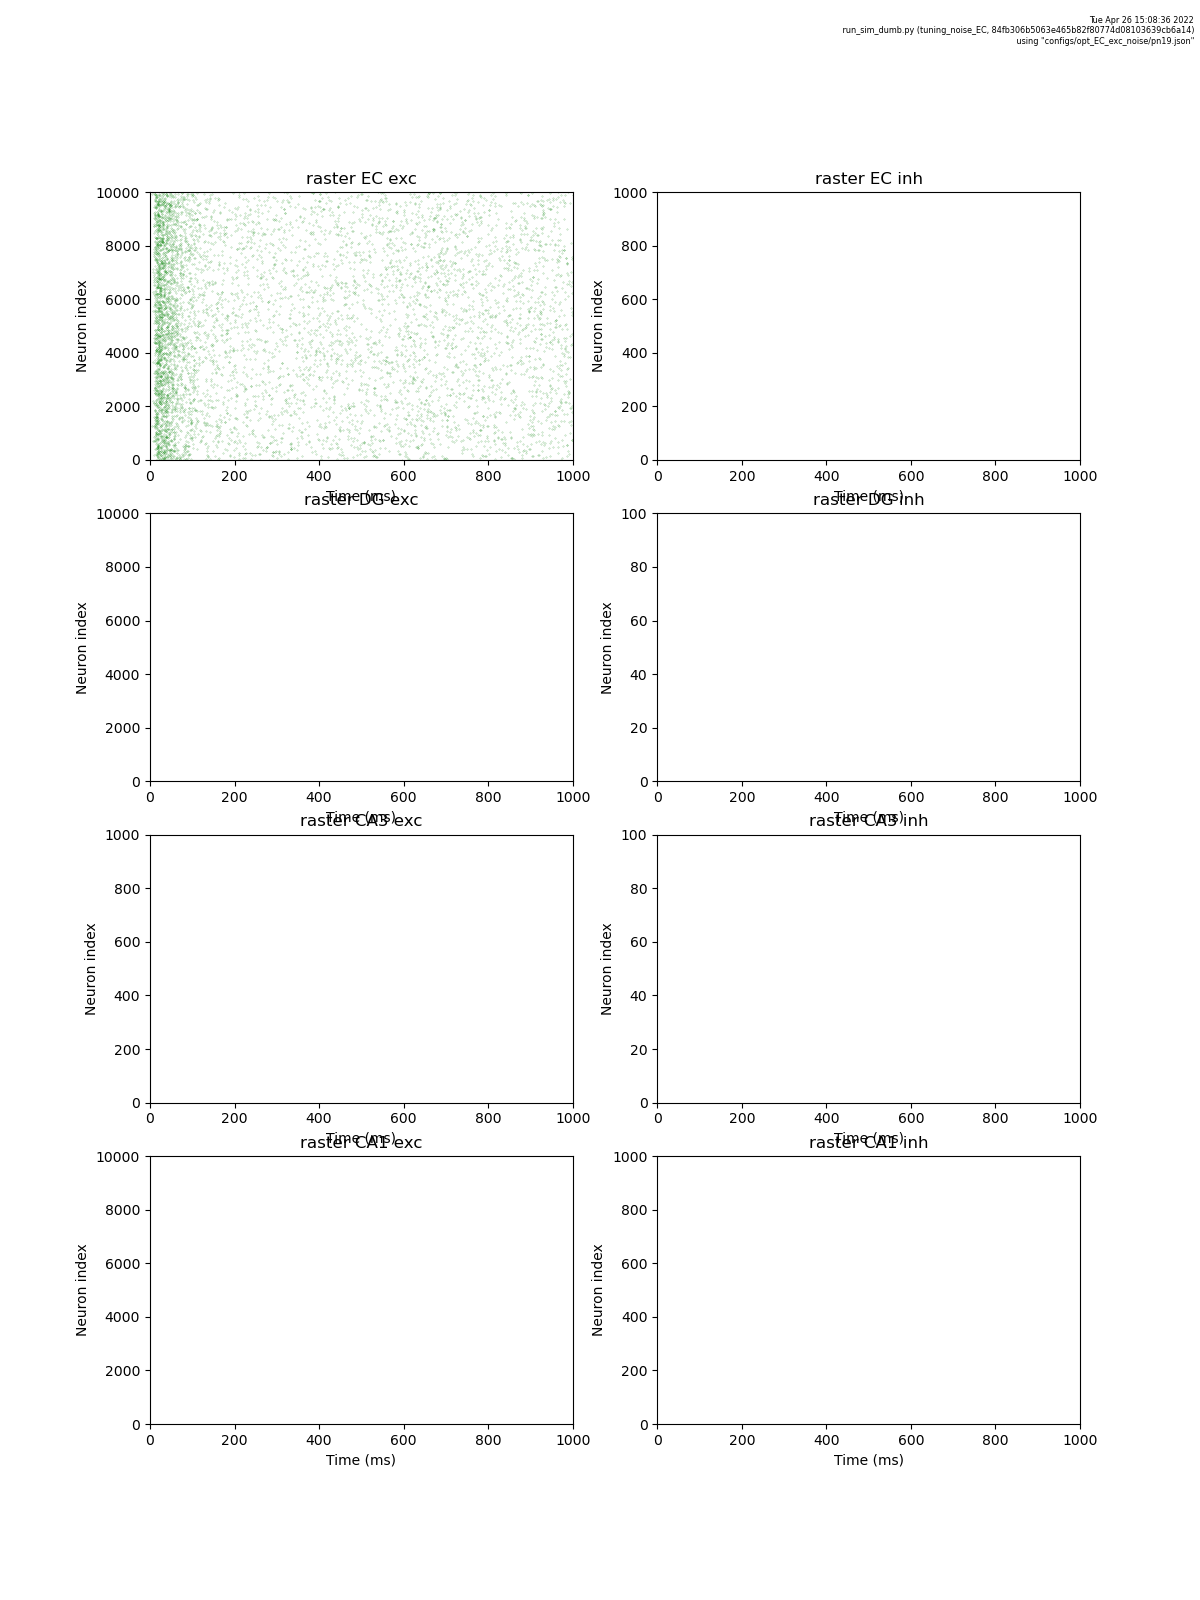 Tue Apr 26 15:08:36 2022
run_sim_dumb.py (tuning_noise_EC, 84fb306b5063e465b82f80774d08103639cb6a14)
using "configs/opt_EC_exc_noise/pn19.json"
raster EC exc
10000
8000
6000
4000
2000
0
Neuron index
0 200 400 600 800 1000
Time (ms)
raster EC inh
1000
800
600
400
200
0
Neuron index
0 200 400 600 800 1000
Time (ms)
raster DG exc
10000
8000
6000
4000
2000
0
Neuron index
0 200 400 600 800 1000
Time (ms)
raster DG inh
100
80
60
40
20
0
Neuron index
0 200 400 600 800 1000
Time (ms)
raster CA3 exc
1000
800
600
400
200
0
Neuron index
0 200 400 600 800 1000
Time (ms)
raster CA3 inh
100
80
60
40
20
0
Neuron index
0 200 400 600 800 1000
Time (ms)
raster CA1 exc
10000
8000
6000
4000
2000
0
Neuron index
0 200 400 600 800 1000
Time (ms)
raster CA1 inh
1000
800
600
400
200
0
Neuron index
0 200 400 600 800 1000
Time (ms)